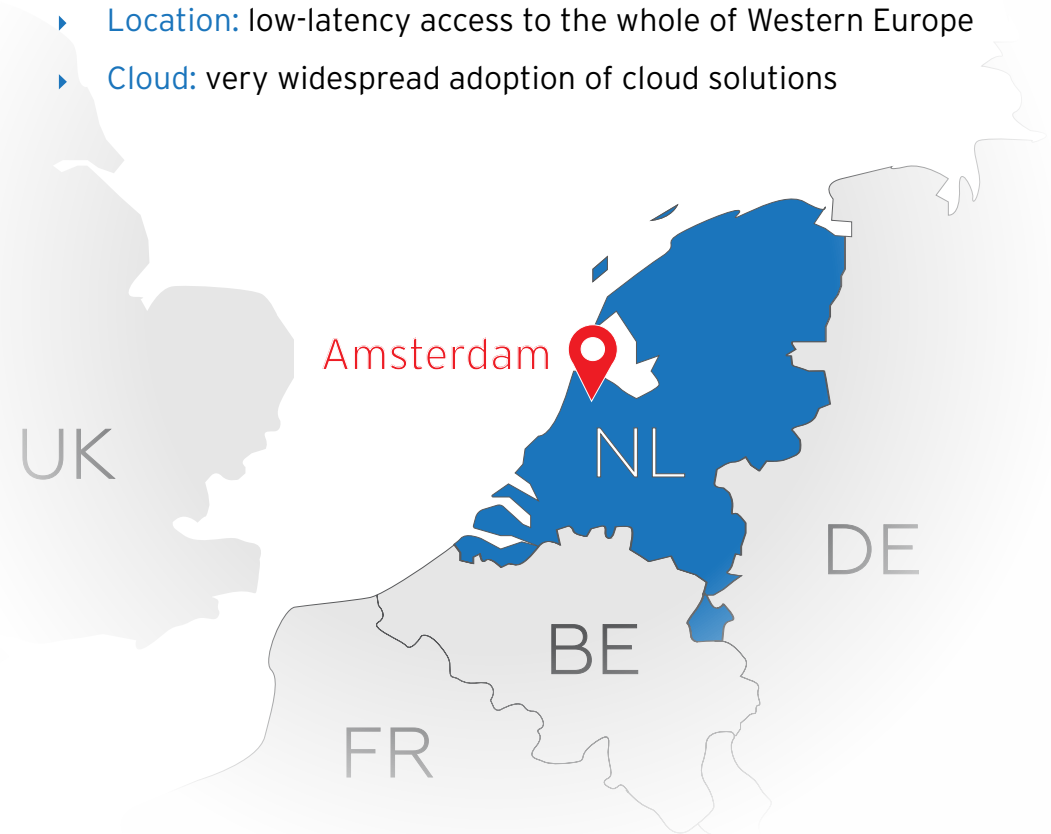 Location: low-latency access to the whole of Western Europe
Cloud: very widespread adoption of cloud solutions
Amsterdam
UK
NL
DE
BE
FR